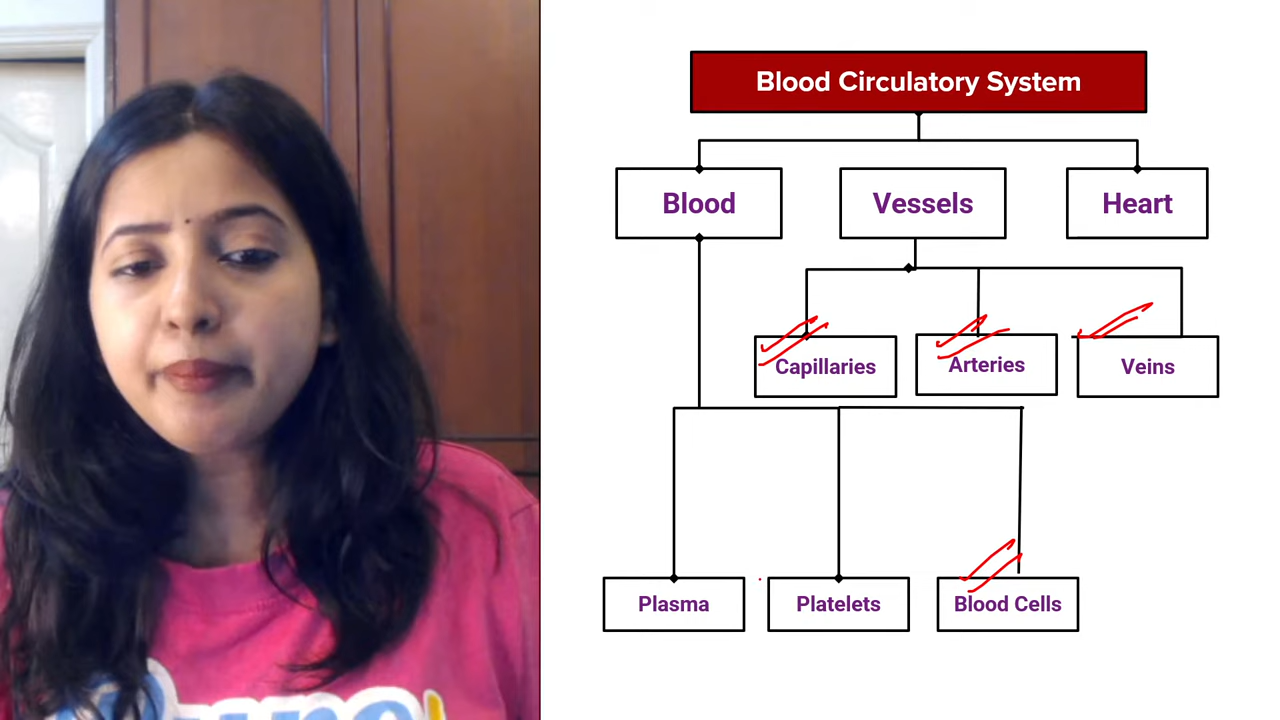 Blood Circulatory System
Blood
Vessels
Heart
Capillaries
Arteries
Veins
Plasma
Platelets
Blood Cells